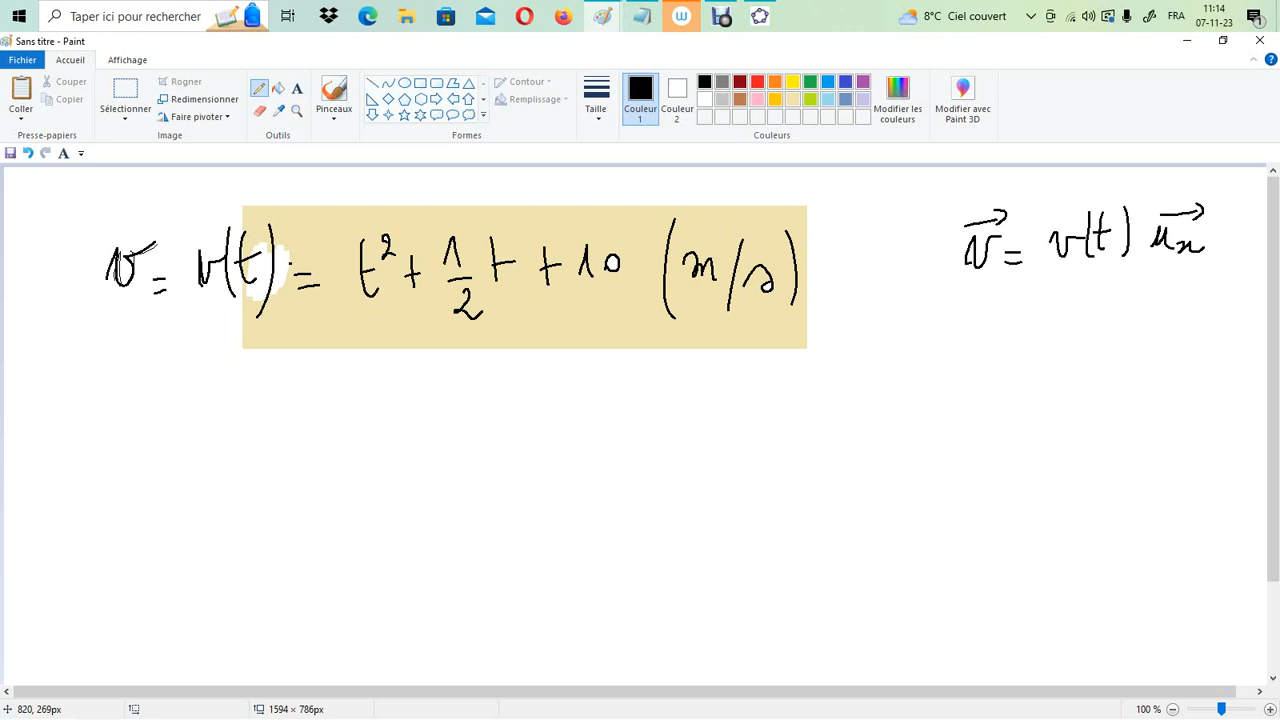 Taper ici pour rechercher
8°C Ciel couvert
FRA
11:14
07-11-23
1
Sans titre - Paint
Fichier Accueil Affichage
Coller
Sélectionner
Couper
Copier
Rogner
Redimensionner
Faire pivoter
A
Pinceaux
Contour
Remplissage
Taille
Couleur 1
Couleur 2
Modifier les couleurs
Modifier avec Paint 3D
Presse-papiers Image Outils Formes Couleurs
A
v = v(t) = t² + 1/2 t + 10 (m/s)
v⃗ = v(t) u⃗ₓ
820, 269px
1594 × 786px
100 %